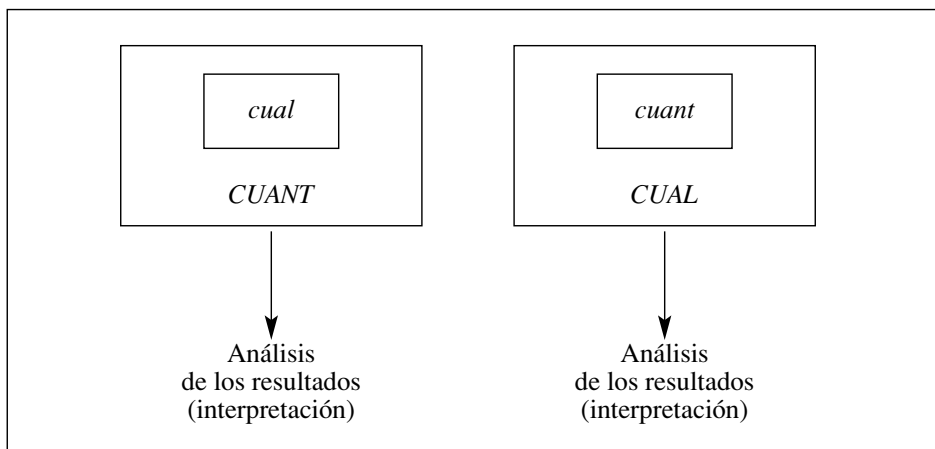 cual
CUANT
Análisis
de los resultados
(interpretación)
cuant
CUAL
Análisis
de los resultados
(interpretación)